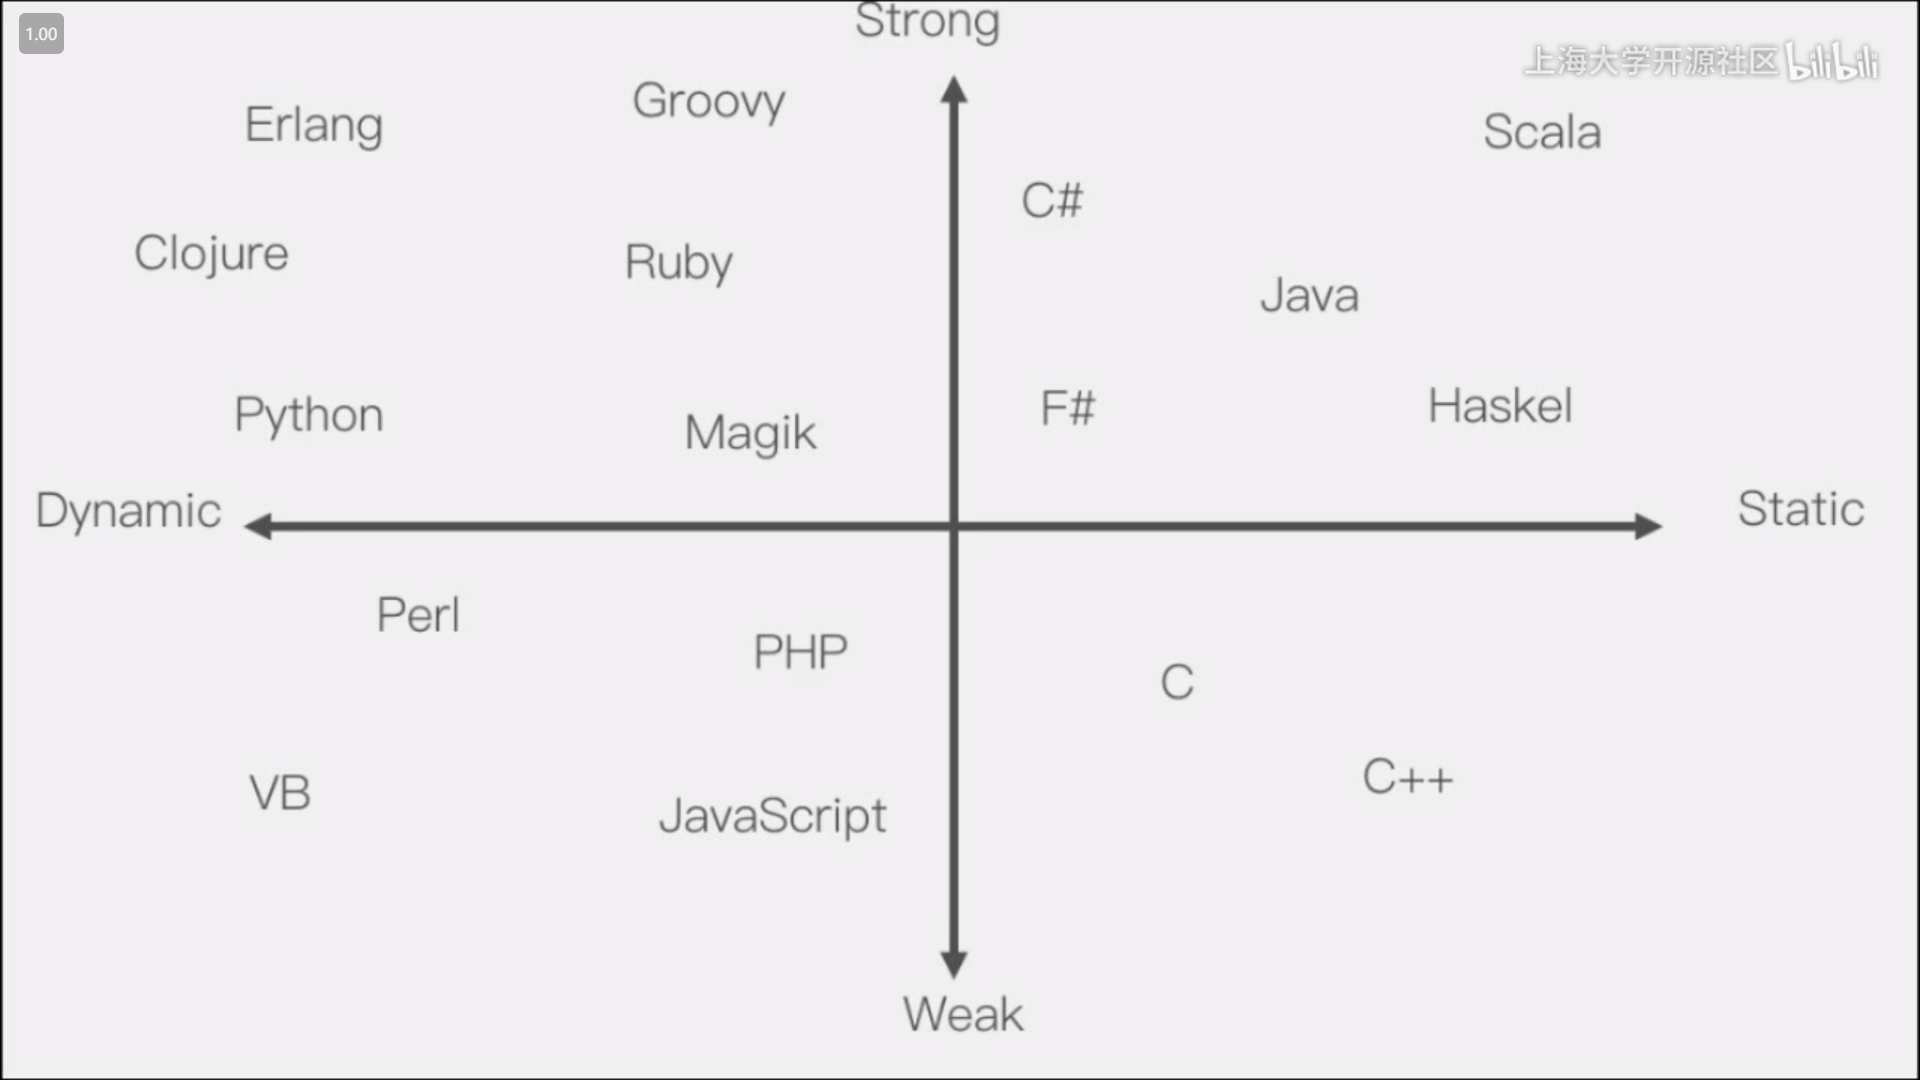 1.00
Strong
上海大学开源社区 bilibili
Erlang
Groovy
Scala
C#
Clojure
Ruby
Java
Python
Magik
F#
Haskel
Dynamic
Static
Perl
PHP
C
VB
JavaScript
C++
Weak